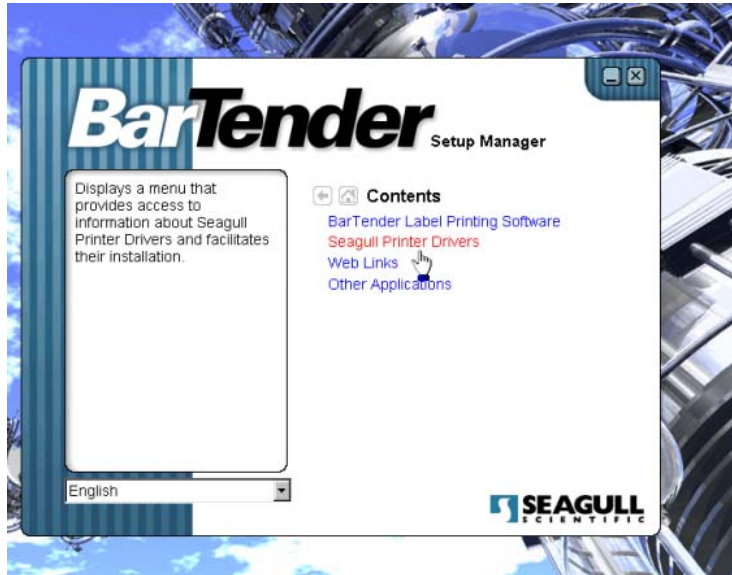 BarTender
Setup Manager
Displays a menu that
provides access to
information about Seagull
Printer Drivers and facilitates
their installation.
Contents
BarTender Label Printing Software
Seagull Printer Drivers
Web Links
Other Applications
English
SEAGULL
SCIENTIFIC